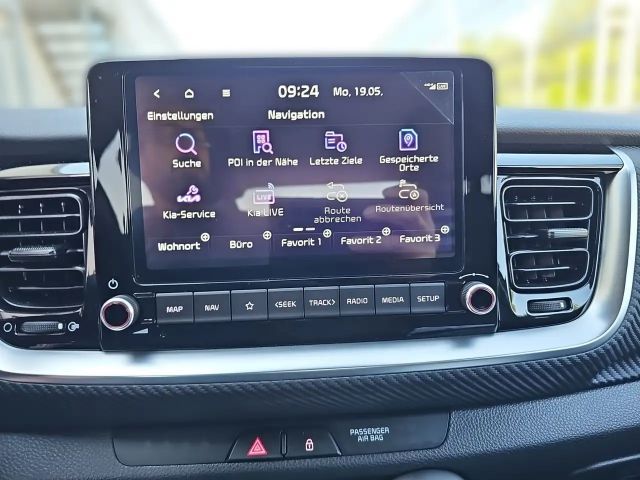 09:24 Mo, 19.05. LIVE
Einstellungen Navigation
Suche POI in der Nähe Letzte Ziele Gespeicherte Orte
Kia-Service Kia LIVE Route abbrechen Routenübersicht
LIVE
Wohnort Büro Favorit 1 Favorit 2 Favorit 3
MAP NAV <SEEK TRACK> RADIO MEDIA SETUP
PASSENGER
AIR BAG